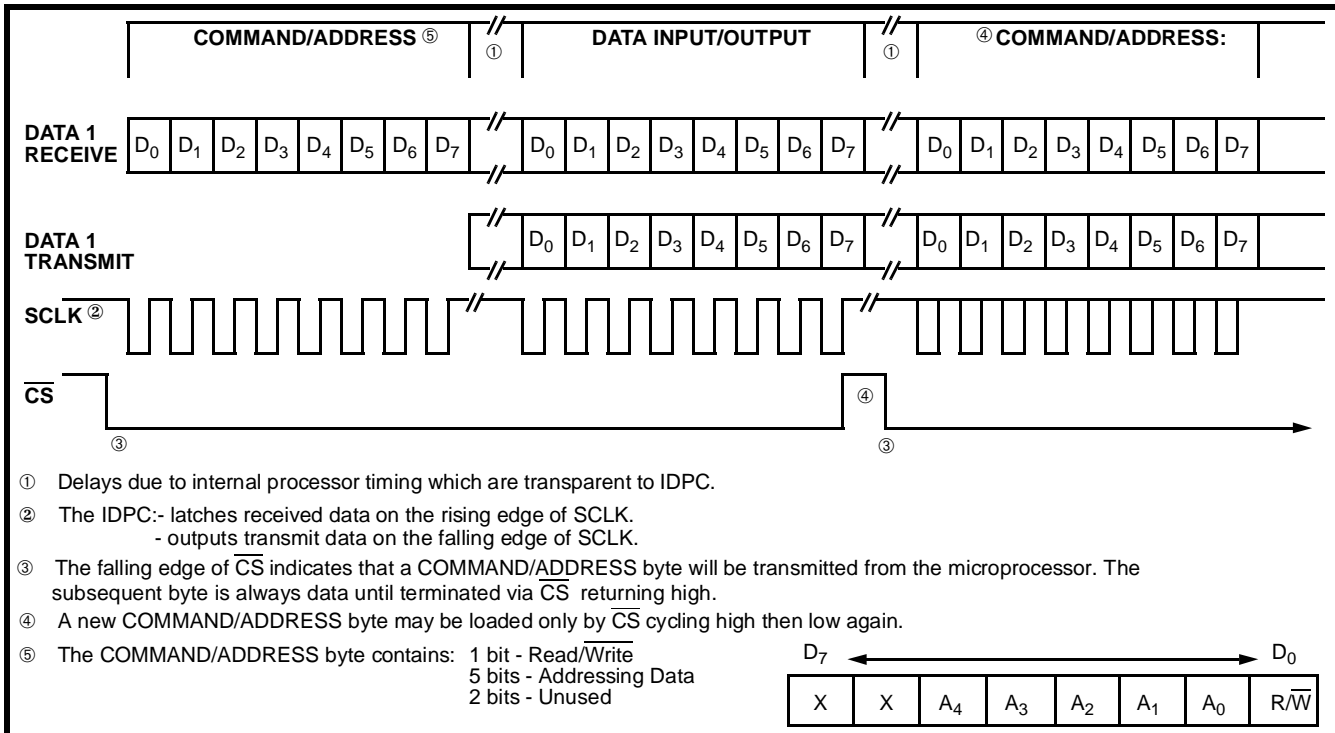 COMMAND/ADDRESS ⑤ ① DATA INPUT/OUTPUT ① ④ COMMAND/ADDRESS:
DATA 1 RECEIVE D0 D1 D2 D3 D4 D5 D6 D7 D0 D1 D2 D3 D4 D5 D6 D7 D0 D1 D2 D3 D4 D5 D6 D7
DATA 1 TRANSMIT D0 D1 D2 D3 D4 D5 D6 D7 D0 D1 D2 D3 D4 D5 D6 D7
SCLK ②
CS ④
③ ③
① Delays due to internal processor timing which are transparent to IDPC.
② The IDPC:- latches received data on the rising edge of SCLK.
- outputs transmit data on the falling edge of SCLK.
③ The falling edge of CS indicates that a COMMAND/ADDRESS byte will be transmitted from the microprocessor. The
subsequent byte is always data until terminated via CS returning high.
④ A new COMMAND/ADDRESS byte may be loaded only by CS cycling high then low again.
⑤ The COMMAND/ADDRESS byte contains: 1 bit - Read/Write
5 bits - Addressing Data
2 bits - Unused
D7 D0
X X A4 A3 A2 A1 A0 R/W